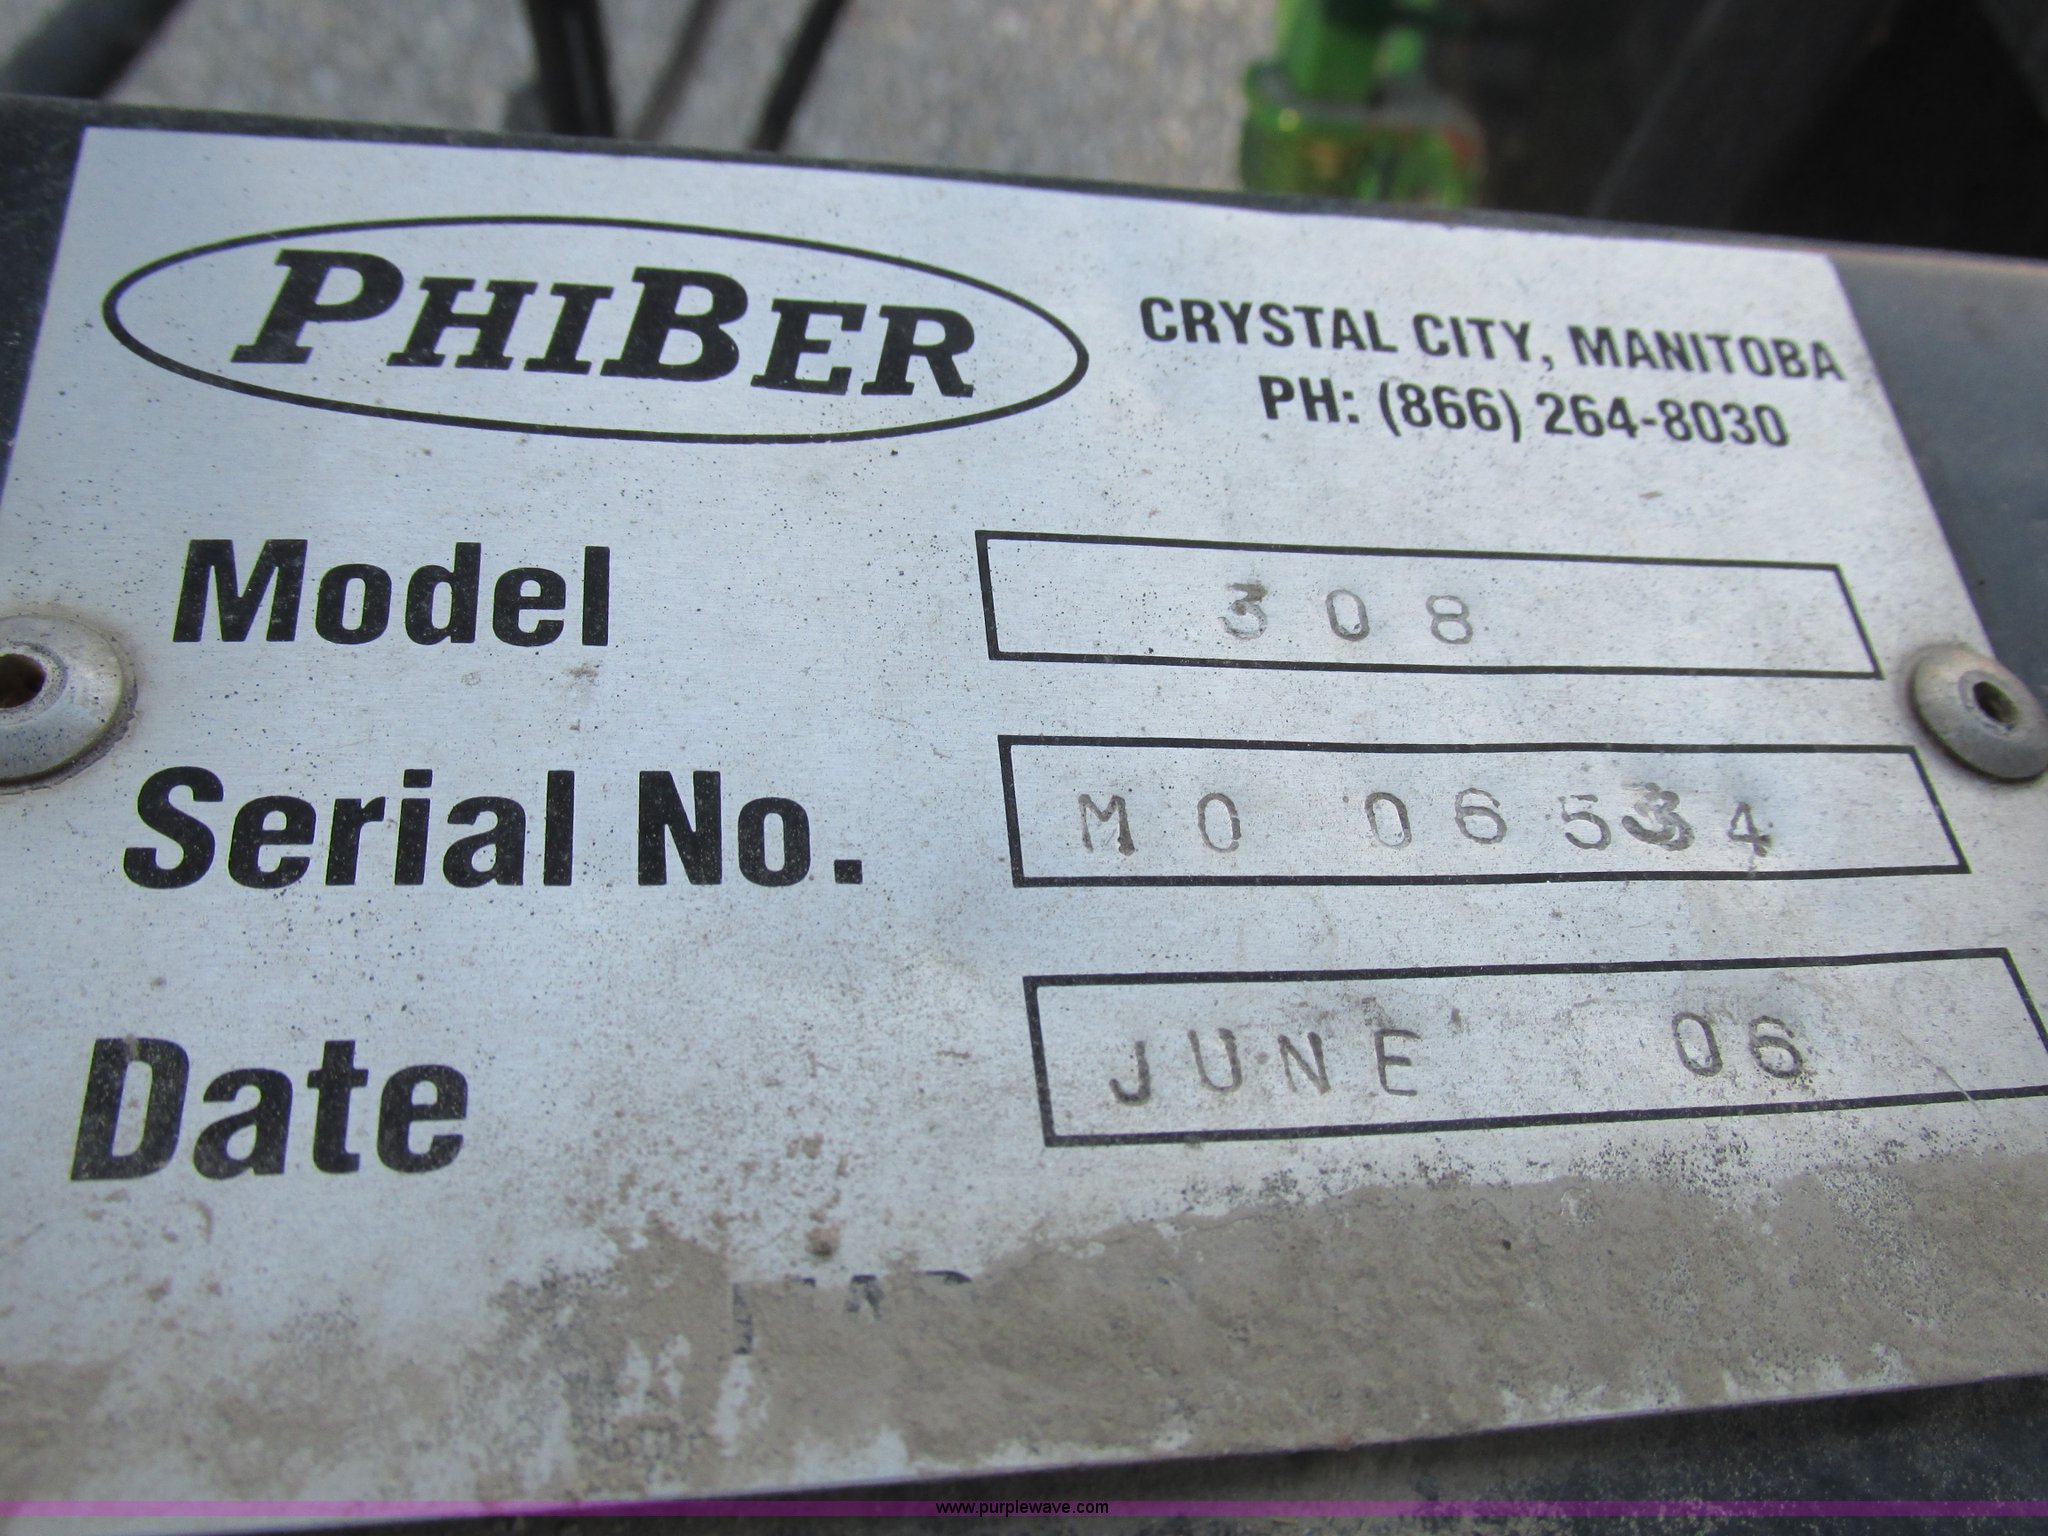 PHIBER
CRYSTAL CITY, MANITOBA
PH: (866) 264-8030
Model 308
Serial No. MO 06534
Date JUNE 06
www.purplewave.com